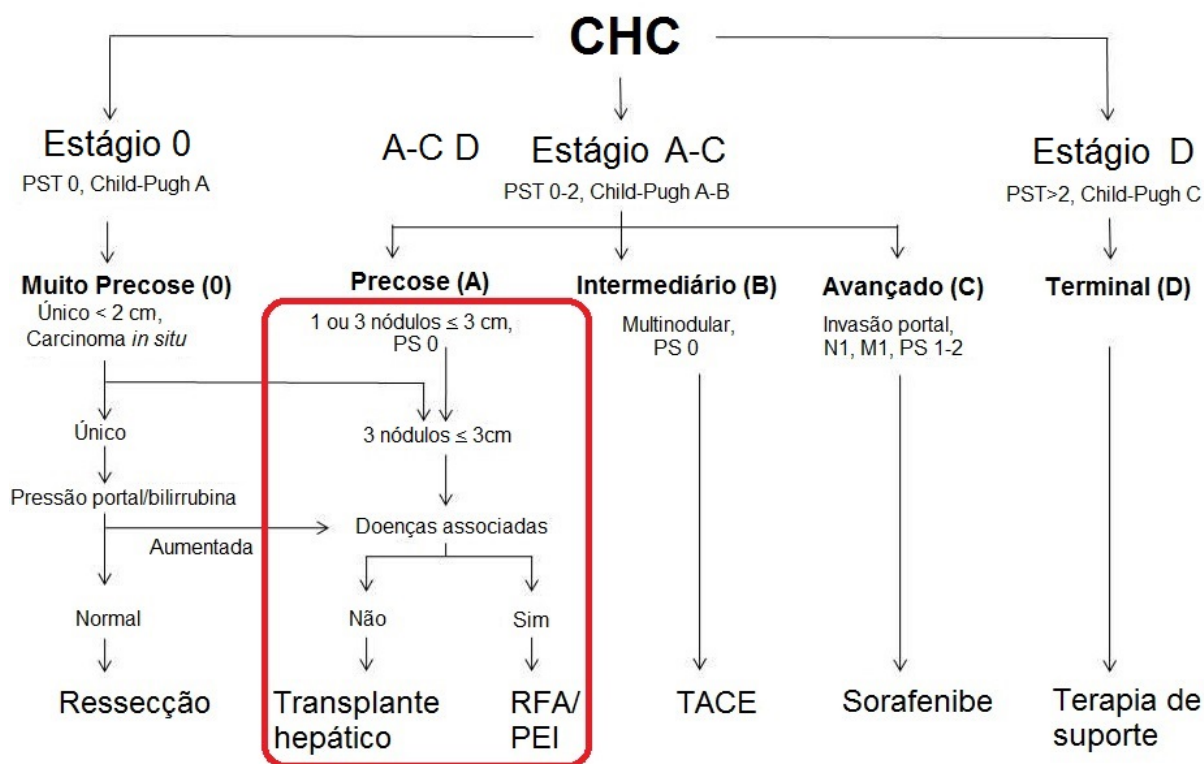 CHC
Estágio 0
PST 0, Child-Pugh A
A-C D
Estágio A-C
PST 0-2, Child-Pugh A-B
Estágio D
PST>2, Child-Pugh C
Muito Precose (0)
Único < 2 cm,
Carcinoma in situ
Precose (A)
1 ou 3 nódulos ≤ 3 cm,
PS 0
Intermediário (B)
Multinodular,
PS 0
Avançado (C)
Invasão portal,
N1, M1, PS 1-2
Terminal (D)
Único
3 nódulos ≤ 3cm
Pressão portal/bilirrubina
Aumentada
Doenças associadas
Normal
Não
Sim
Ressecção
Transplante
hepático
RFA/
PEI
TACE
Sorafenibe
Terapia de
suporte